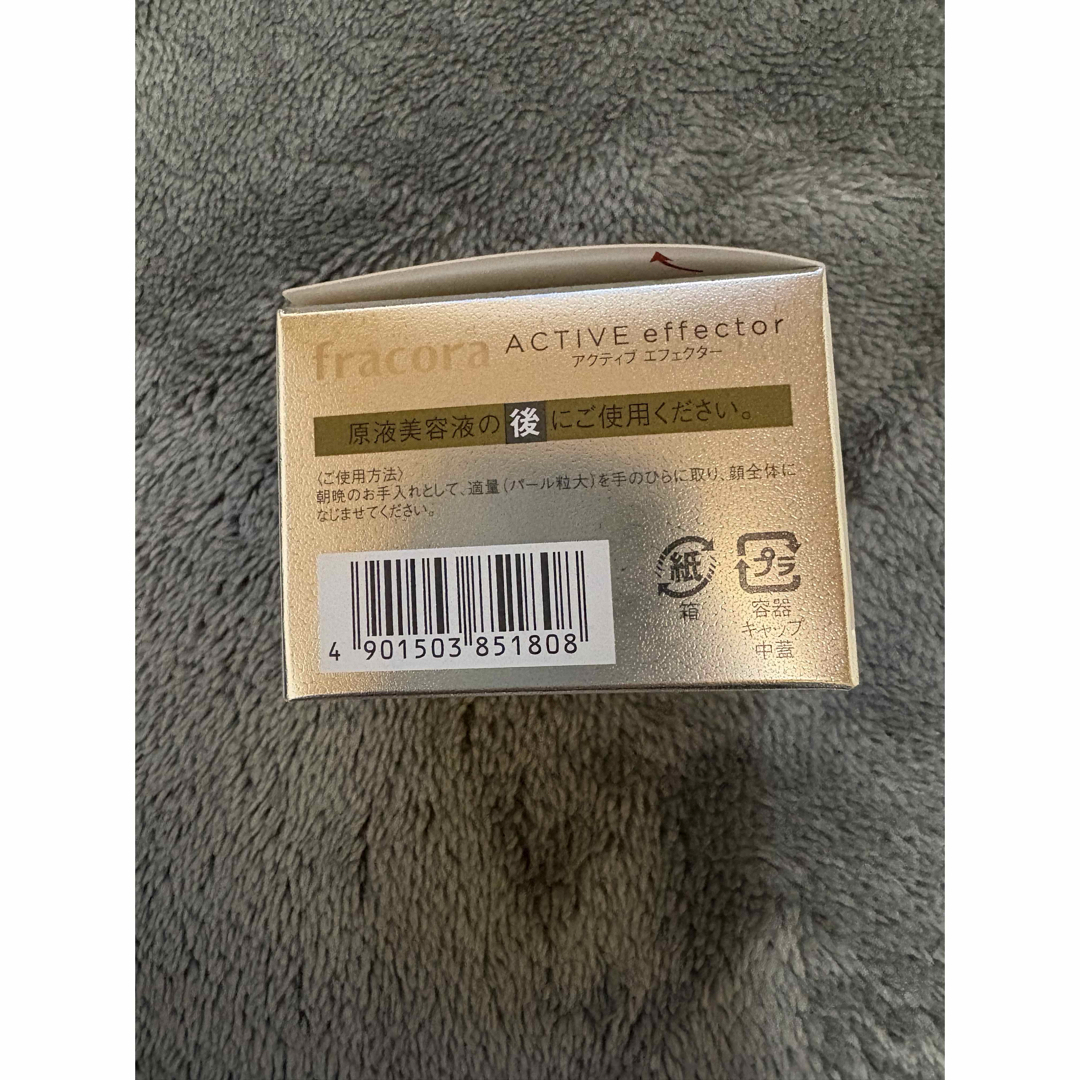 fracora ACTIVE effector
アクティブ エフェクター
原液美容液の後にご使用ください。
〈ご使用方法〉
朝晩のお手入れとして、適量(パール粒大)を手のひらに取り、顔全体に
なじませてください。
紙
箱
プラ
容器
キャップ
中蓋
4 901503 851808